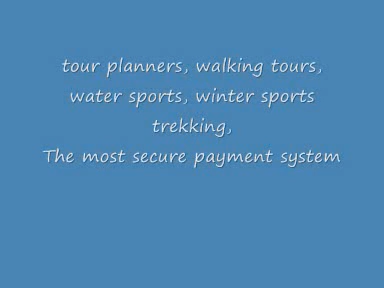 tour planners, walking tours,
water sports, winter sports
trekking,
The most secure payment system